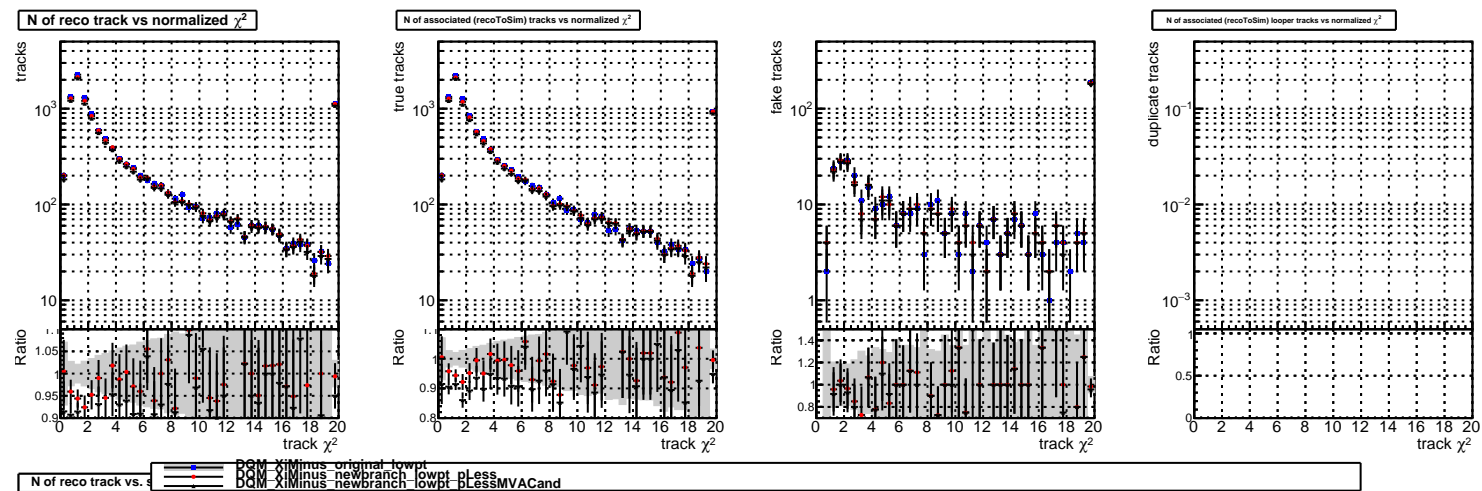 N of reco track vs normalized χ²
N of associated (recoToSim) tracks vs normalized χ²
N of associated (recoToSim) looper tracks vs normalized χ²
tracks
10³
10²
10
Ratio
1.05
1
0.95
0.9
0 2 4 6 8 10 12 14 16 18 20
track χ²
true tracks
10³
10²
10
Ratio
1
0.9
0.8
0 2 4 6 8 10 12 14 16 18 20
track χ²
fake tracks
10²
10
1
Ratio
1.4
1.2
1
0.8
0 2 4 6 8 10 12 14 16 18 20
track χ²
duplicate tracks
10⁻¹
10⁻²
10⁻³
Ratio
1
0.5
0
0 2 4 6 8 10 12 14 16 18 20
track χ²
N of reco track vs. s
DQM_XiMinus_original_lowpt
DQM_XiMinus_newbranch_lowpt_pLess
DQM_XiMinus_newbranch_lowpt_pLessMVACand